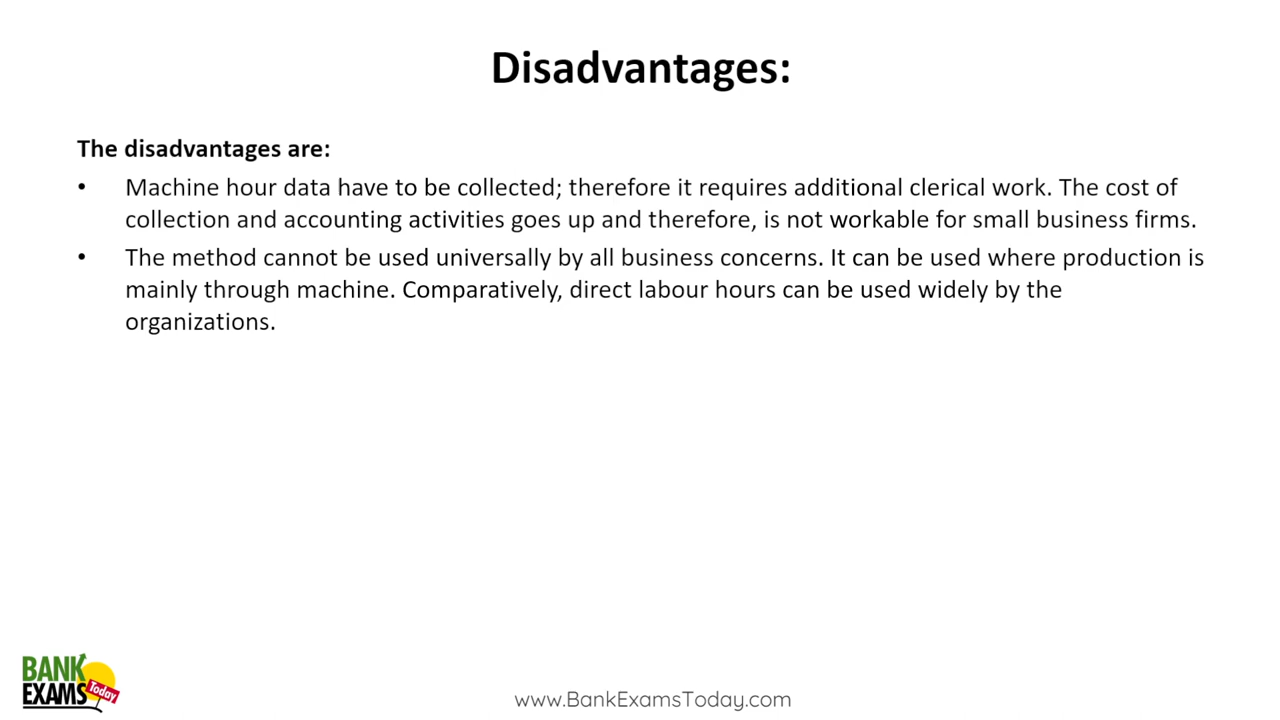 Disadvantages:
The disadvantages are:
• Machine hour data have to be collected; therefore it requires additional clerical work. The cost of
collection and accounting activities goes up and therefore, is not workable for small business firms.
• The method cannot be used universally by all business concerns. It can be used where production is
mainly through machine. Comparatively, direct labour hours can be used widely by the
organizations.
BANK
EXAMS Today
www.BankExamsToday.com